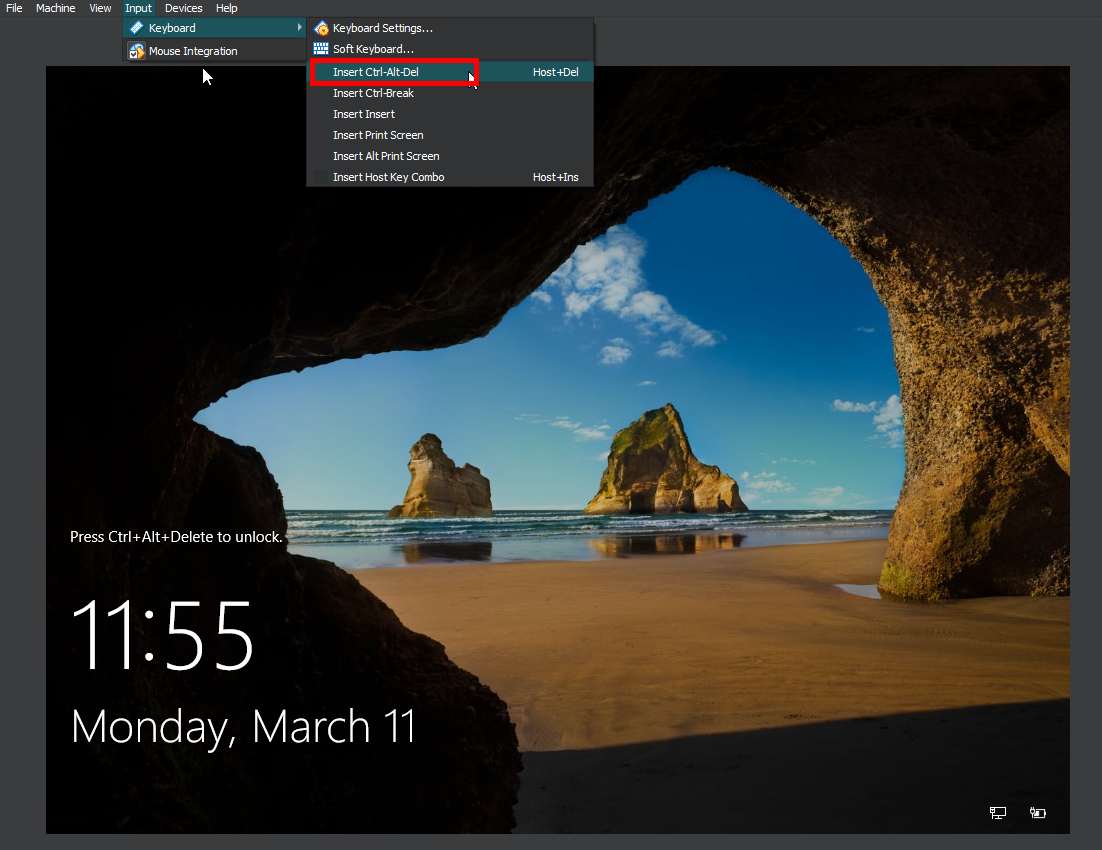 File Machine View Input Devices Help
Keyboard
Mouse Integration
Keyboard Settings...
Soft Keyboard...
Insert Ctrl-Alt-Del Host+Del
Insert Ctrl-Break
Insert Insert
Insert Print Screen
Insert Alt Print Screen
Insert Host Key Combo Host+Ins
Press Ctrl+Alt+Delete to unlock.
11:55
Monday, March 11